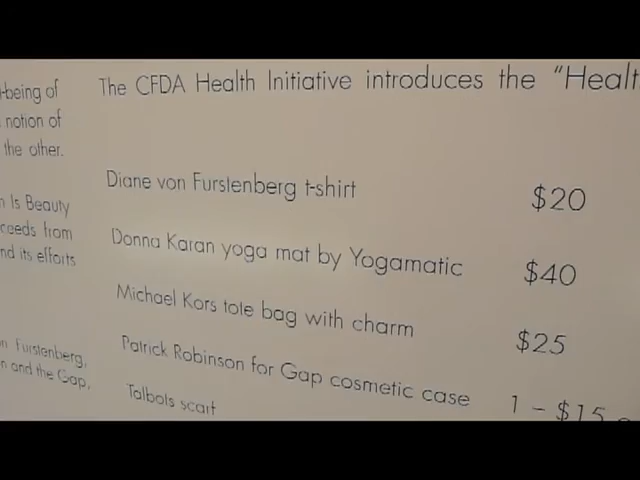 -being of
notion of
the other.
Is Beauty
ceeds from
nd its efforts
Furstenberg,
n and the Gap,
The CFDA Health Initiative introduces the "Healt
Diane von Furstenberg t-shirt $20
Donna Karan yoga mat by Yogamatic $40
Michael Kors tote bag with charm $25
Patrick Robinson for Gap cosmetic case 1 – $15
Talbots scarf